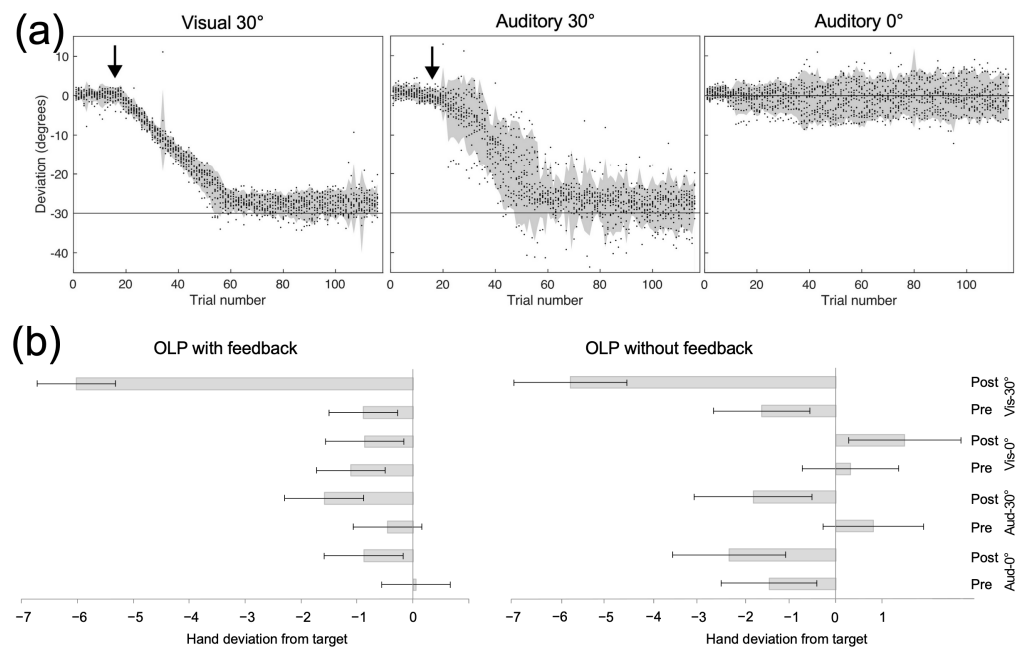 (a)
Visual 30° Auditory 30° Auditory 0°
Deviation (degrees)
10
0
-10
-20
-30
-40
0 20 40 60 80 100 0 20 40 60 80 100 0 20 40 60 80 100
Trial number Trial number Trial number
(b)
OLP with feedback OLP without feedback
Post
Pre
Vis-30°
Post
Pre
Vis-0°
Post
Pre
Aud-30°
Post
Pre
Aud-0°
−7 −6 −5 −4 −3 −2 −1 0 −7 −6 −5 −4 −3 −2 −1 0 1
Hand deviation from target Hand deviation from target